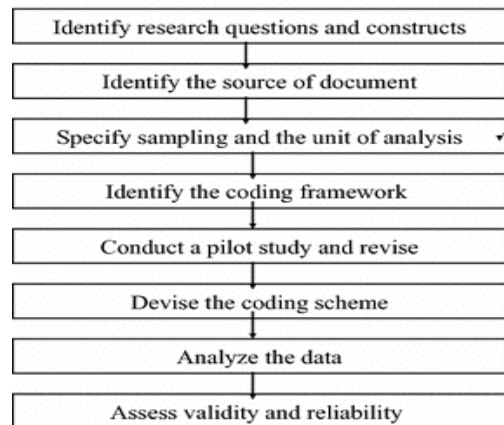 Identify research questions and constructs
Identify the source of document
Specify sampling and the unit of analysis
Identify the coding framework
Conduct a pilot study and revise
Devise the coding scheme
Analyze the data
Assess validity and reliability